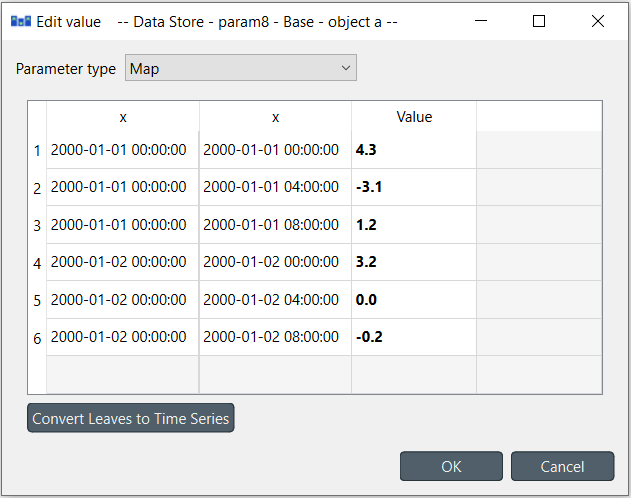 Edit value -- Data Store - param8 - Base - object a --
Parameter type Map
x x Value
1 2000-01-01 00:00:00 2000-01-01 00:00:00 4.3
2 2000-01-01 00:00:00 2000-01-01 04:00:00 -3.1
3 2000-01-01 00:00:00 2000-01-01 08:00:00 1.2
4 2000-01-02 00:00:00 2000-01-02 00:00:00 3.2
5 2000-01-02 00:00:00 2000-01-02 04:00:00 0.0
6 2000-01-02 00:00:00 2000-01-02 08:00:00 -0.2
Convert Leaves to Time Series
OK Cancel